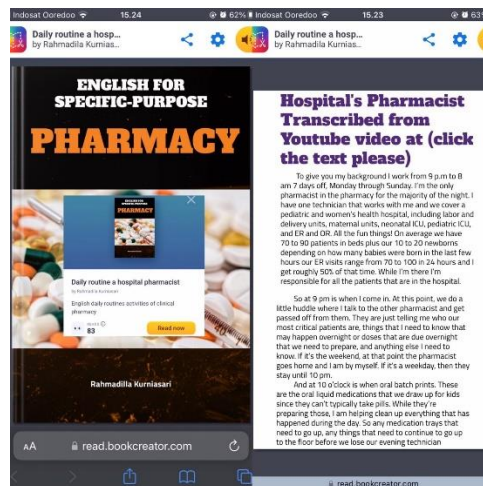 Indosat Ooredoo
15.24
62%
Daily routine a hosp...
by Rahmadilla Kurnias...
ENGLISH FOR
SPECIFIC-PURPOSE
PHARMACY
ENGLISH FOR
SPECIFIC-PURPOSE
PHARMACY
Daily routine a hospital pharmacist
by Rahmadilla Kurniasari
English daily routines activities of clinical
pharmacy
83
Read now
Rahmadilla Kurniasari
AA
read.bookcreator.com
Indosat Ooredoo
15.23
63%
Daily routine a hosp...
by Rahmadilla Kurnias...
Hospital's Pharmacist
Transcribed from
Youtube video at (click
the text please)
To give you my background I work from 9 p.m to 8
am 7 days off, Monday through Sunday. I'm the only
pharmacist in the pharmacy for the majority of the night. I
have one technician that works with me and we cover a
pediatric and women's health hospital, including labor and
delivery units, maternal units, neonatal ICU, pediatric ICU,
and ER and OR. All the fun things! On average we have
70 to 90 patients in beds plus our 10 to 20 newborns
depending on how many babies were born in the last few
hours our ER visits range from 70 to 100 in 24 hours and I
get roughly 50% of that time. While I'm there I'm
responsible for all the patients that are in the hospital.
So at 9 pm is when I come in. At this point, we do a
little huddle where I talk to the other pharmacist and get
passed off from them. They are just telling me who our
most critical patients are, things that I need to know that
may happen overnight or doses that are due overnight
that we need to prepare, and anything else I need to
know. If it's the weekend, at that point the pharmacist
goes home and I am by myself. If it's a weekday, then they
stay until 10 pm.
And at 10 o'clock is when oral batch prints. These
are the oral liquid medications that we draw up for kids
since they can't typically take pills. While they're
preparing those, I am helping clean up everything that has
happened during the day. So any medication trays that
need to go up, any things that need to continue to go up
to the floor before we lose our evening technician
read.bookcreator.com